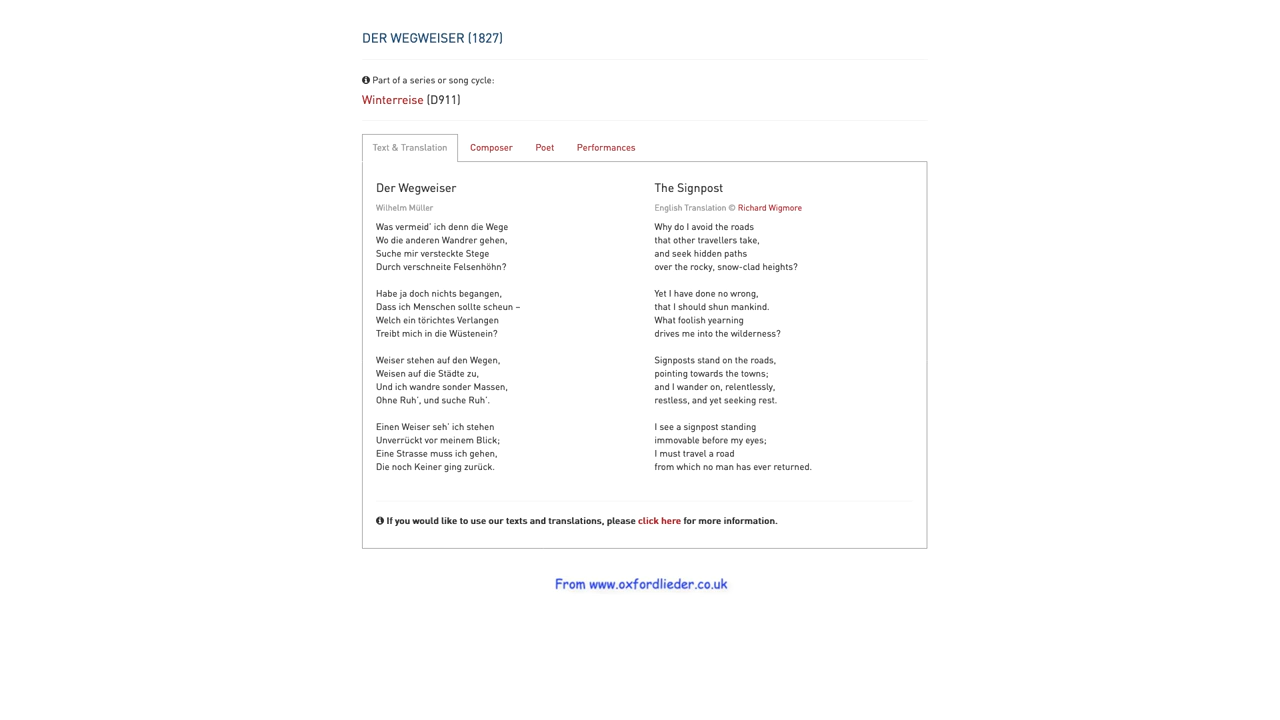 DER WEGWEISER (1827)
Part of a series or song cycle:
Winterreise (D911)
Text & Translation Composer Poet Performances
Der Wegweiser
Wilhelm Müller
Was vermeid' ich denn die Wege
Wo die anderen Wandrer gehen,
Suche mir versteckte Stege
Durch verschneite Felsenhöhn?
Habe ja doch nichts begangen,
Dass ich Menschen sollte scheun –
Welch ein törichtes Verlangen
Treibt mich in die Wüstenein?
Weiser stehen auf den Wegen,
Weisen auf die Städte zu,
Und ich wandre sonder Massen,
Ohne Ruh', und suche Ruh'.
Einen Weiser seh' ich stehen
Unverrückt vor meinem Blick;
Eine Strasse muss ich gehen,
Die noch Keiner ging zurück.
The Signpost
English Translation © Richard Wigmore
Why do I avoid the roads
that other travellers take,
and seek hidden paths
over the rocky, snow-clad heights?
Yet I have done no wrong,
that I should shun mankind.
What foolish yearning
drives me into the wilderness?
Signposts stand on the roads,
pointing towards the towns;
and I wander on, relentlessly,
restless, and yet seeking rest.
I see a signpost standing
immovable before my eyes;
I must travel a road
from which no man has ever returned.
If you would like to use our texts and translations, please click here for more information.
From www.oxfordlieder.co.uk